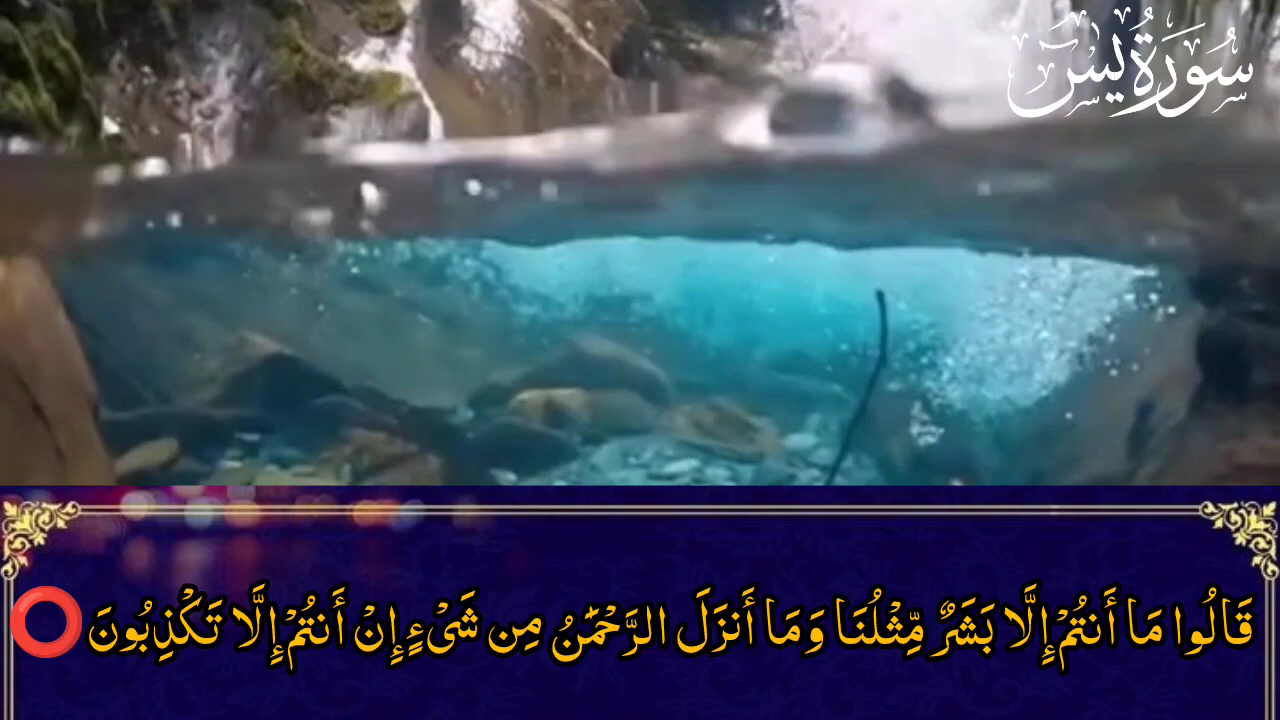 سُورَةُ يسٓ
قَالُوا مَا أَنتُمْ إِلَّا بَشَرٌ مِّثْلُنَا وَمَا أَنزَلَ الرَّحْمَٰنُ مِن شَيْءٍ إِنْ أَنتُمْ إِلَّا تَكْذِبُونَ